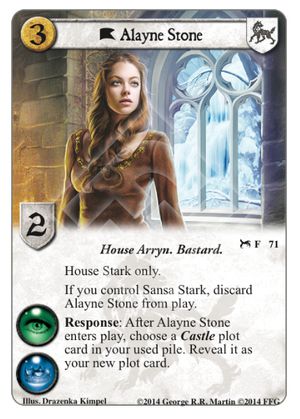 3
Alayne Stone
2
House Arryn. Bastard.
F 71
House Stark only.
If you control Sansa Stark, discard
Alayne Stone from play.
Response: After Alayne Stone
enters play, choose a Castle plot
card in your used pile. Reveal it as
your new plot card.
Illus. Drazenka Kimpel
©2014 George R.R. Martin ©2014 FFG